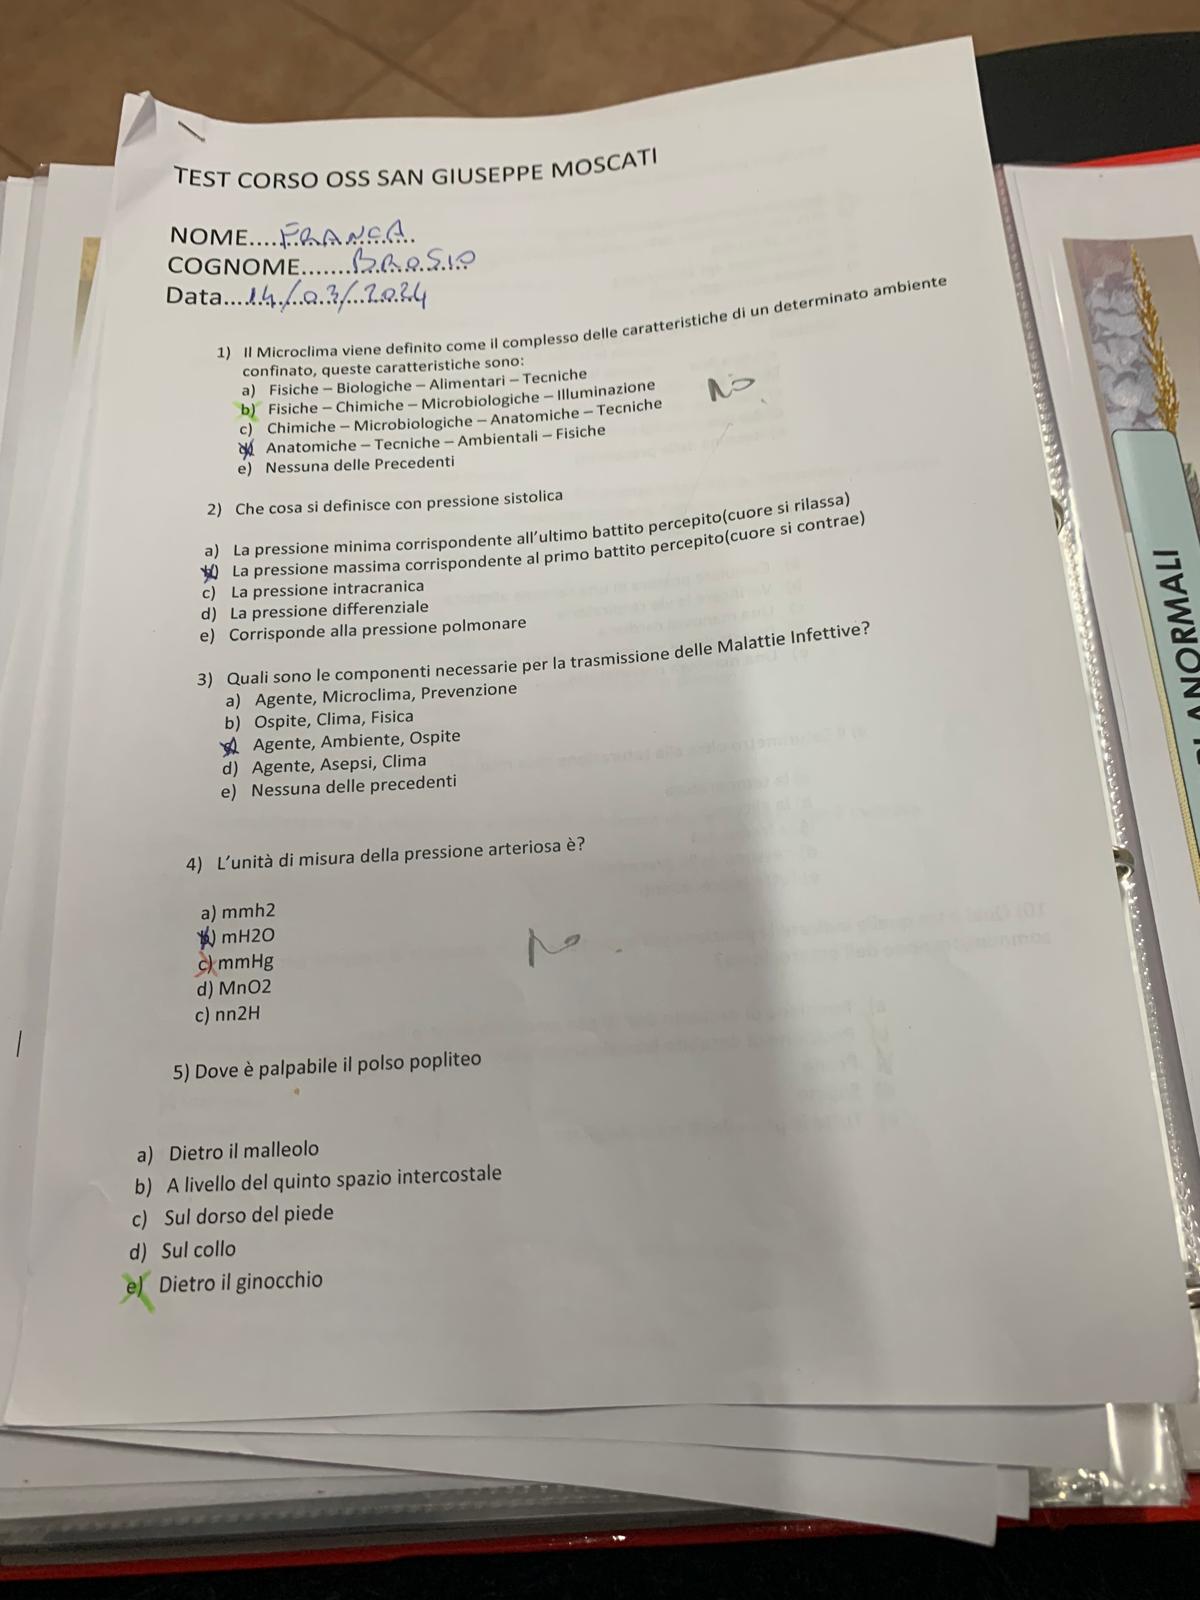 TEST CORSO OSS SAN GIUSEPPE MOSCATI
NOME....FRANCA...
COGNOME.......BROSIO
Data...14/03/2024
1) Il Microclima viene definito come il complesso delle caratteristiche di un determinato ambiente
confinato, queste caratteristiche sono:
a) Fisiche – Biologiche – Alimentari – Tecniche
b) Fisiche – Chimiche – Microbiologiche – Illuminazione
No
c) Chimiche – Microbiologiche – Anatomiche – Tecniche
d) Anatomiche – Tecniche – Ambientali – Fisiche
e) Nessuna delle Precedenti
2) Che cosa si definisce con pressione sistolica
a) La pressione minima corrispondente all'ultimo battito percepito(cuore si rilassa)
b) La pressione massima corrispondente al primo battito percepito(cuore si contrae)
c) La pressione intracranica
d) La pressione differenziale
e) Corrisponde alla pressione polmonare
3) Quali sono le componenti necessarie per la trasmissione delle Malattie Infettive?
a) Agente, Microclima, Prevenzione
b) Ospite, Clima, Fisica
c) Agente, Ambiente, Ospite
d) Agente, Asepsi, Clima
e) Nessuna delle precedenti
4) L'unità di misura della pressione arteriosa è?
a) mmh2
b) mH2O
No
c) mmHg
d) MnO2
c) nn2H
5) Dove è palpabile il polso popliteo
a) Dietro il malleolo
b) A livello del quinto spazio intercostale
c) Sul dorso del piede
d) Sul collo
e) Dietro il ginocchio
NORMALI